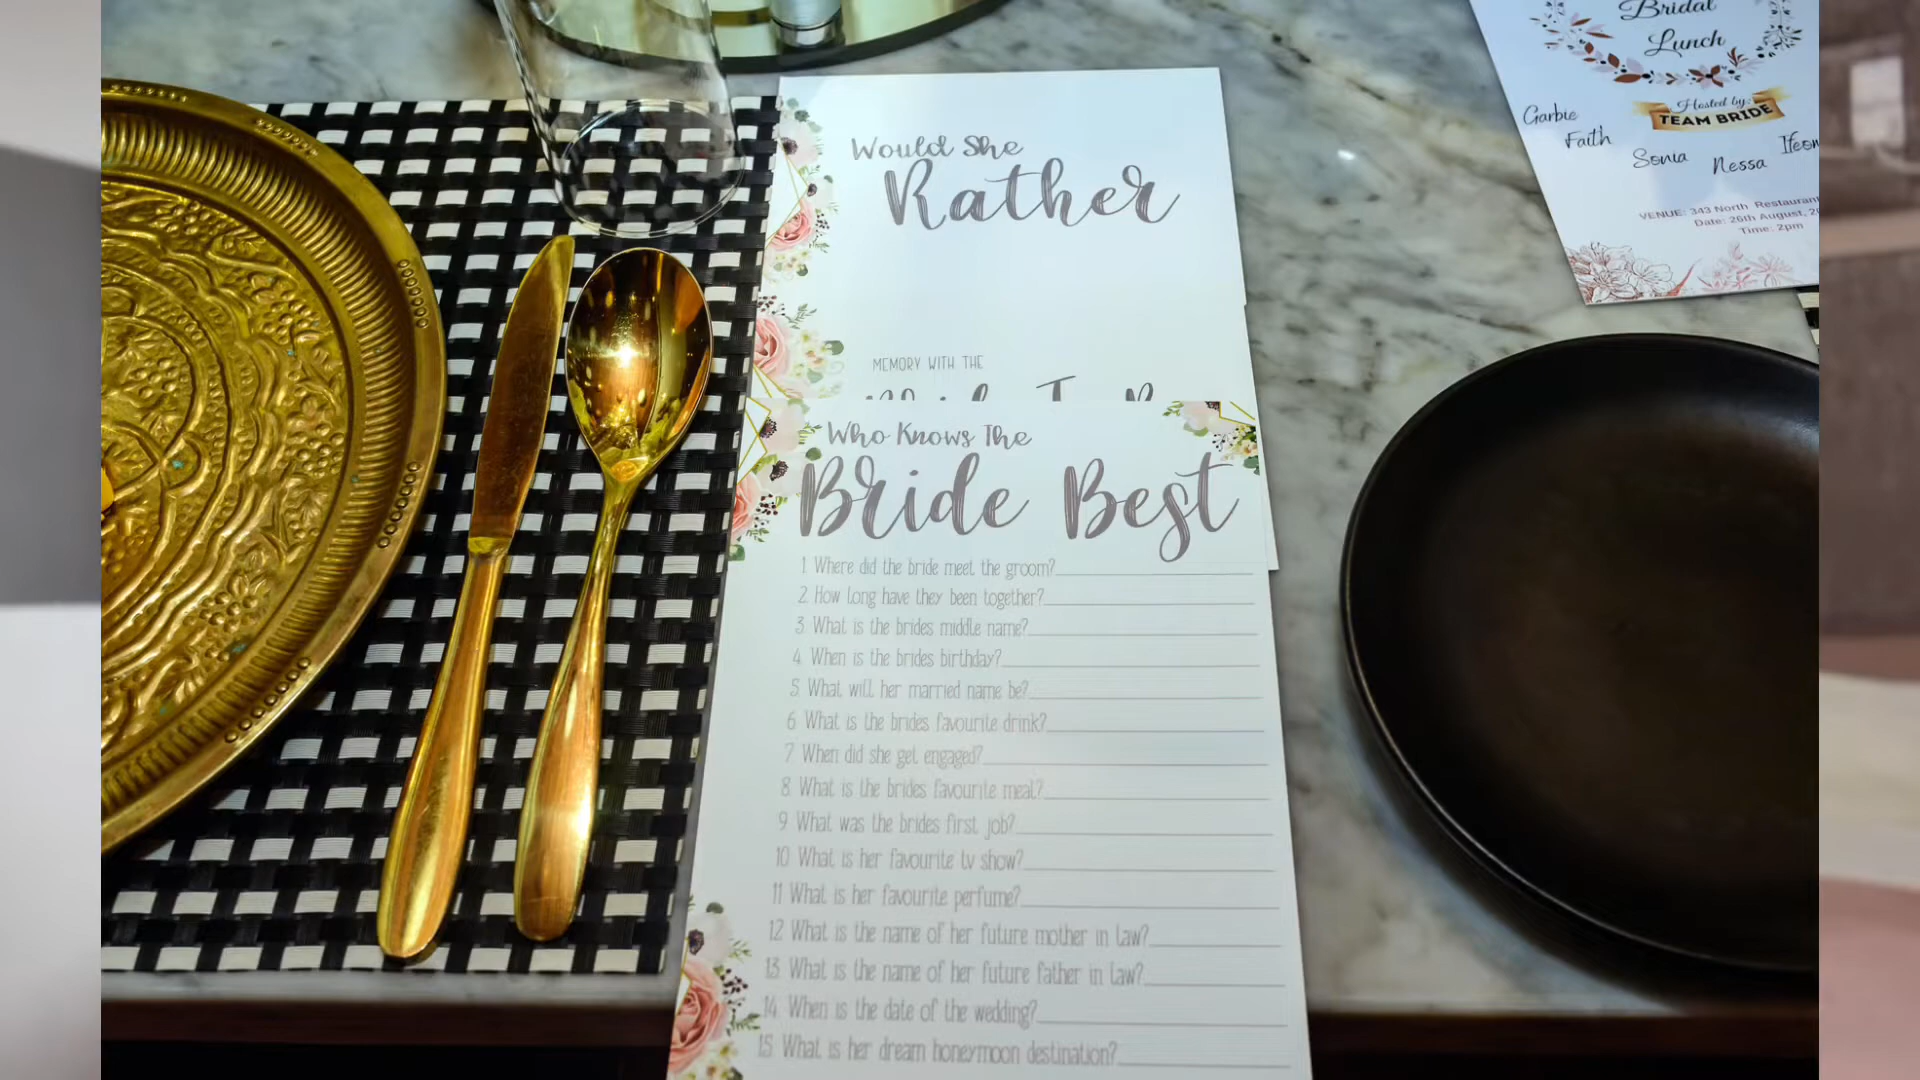 Would She
Rather
MEMORY WITH THE
Who Knows The
Bride Best
1 Where did the bride meet the groom?
2 How long have they been together?
3 What is the brides middle name?
4 When is the brides birthday?
5 What will her married name be?
6 What is the brides favourite drink?
7 When did she get engaged?
8 What is the brides favourite meal?
9 What was the brides first job?
10 What is her favourite tv show?
11 What is her favourite perfume?
12 What is the name of her future mother in law?
13 What is the name of her future father in law?
14 When is the date of the wedding?
15 What is her dream honeymoon destination?
Bridal
Lunch
Hosted by:
TEAM BRIDE
Garbie
Faith
Sonia
Nessa
VENUE: 343 North Restaurant
Date: 26th August,
Time: 2pm